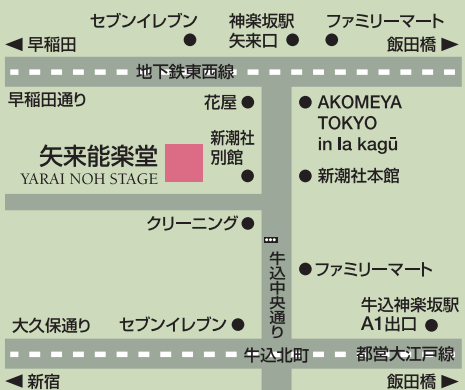 セブンイレブン
神楽坂駅
矢来口
ファミリーマート
早稲田
飯田橋
地下鉄東西線
早稲田通り
花屋
AKOMEYA
TOKYO
in la kagū
矢来能楽堂
YARAI NOH STAGE
新潮社
別館
新潮社本館
クリーニング
牛込中央通り
ファミリーマート
牛込神楽坂駅
A1出口
大久保通り
セブンイレブン
牛込北町
都営大江戸線
新宿
飯田橋